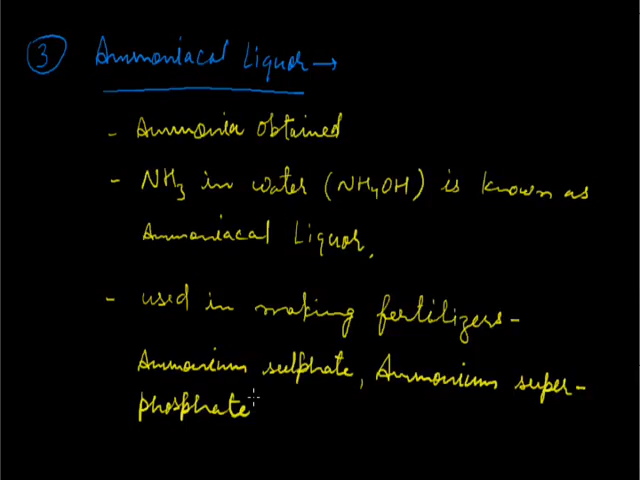 3 Ammoniacal Liquor →
- Ammonia obtained
- NH3 in water (NH4OH) is known as
Ammoniacal Liquor.
- used in making fertilizers -
Ammonium sulphate, Ammonium super-
phosphate